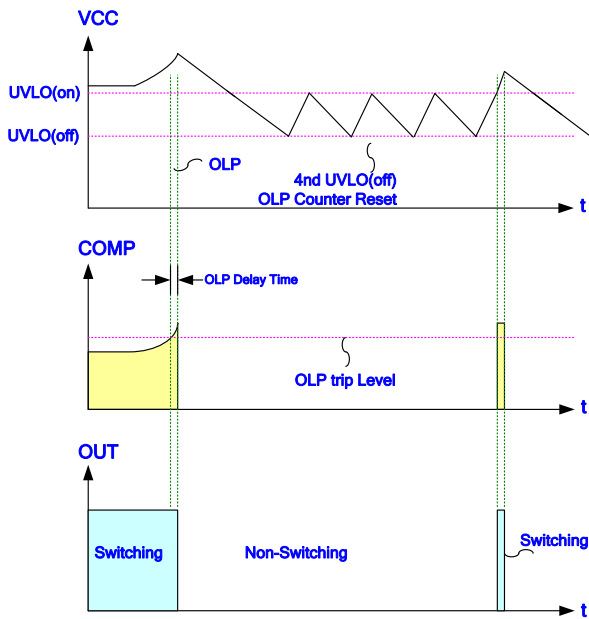 VCC
UVLO(on)
UVLO(off)
OLP
4nd UVLO(off)
OLP Counter Reset
t
COMP
OLP Delay Time
OLP trip Level
t
OUT
Switching
Non-Switching
Switching
t